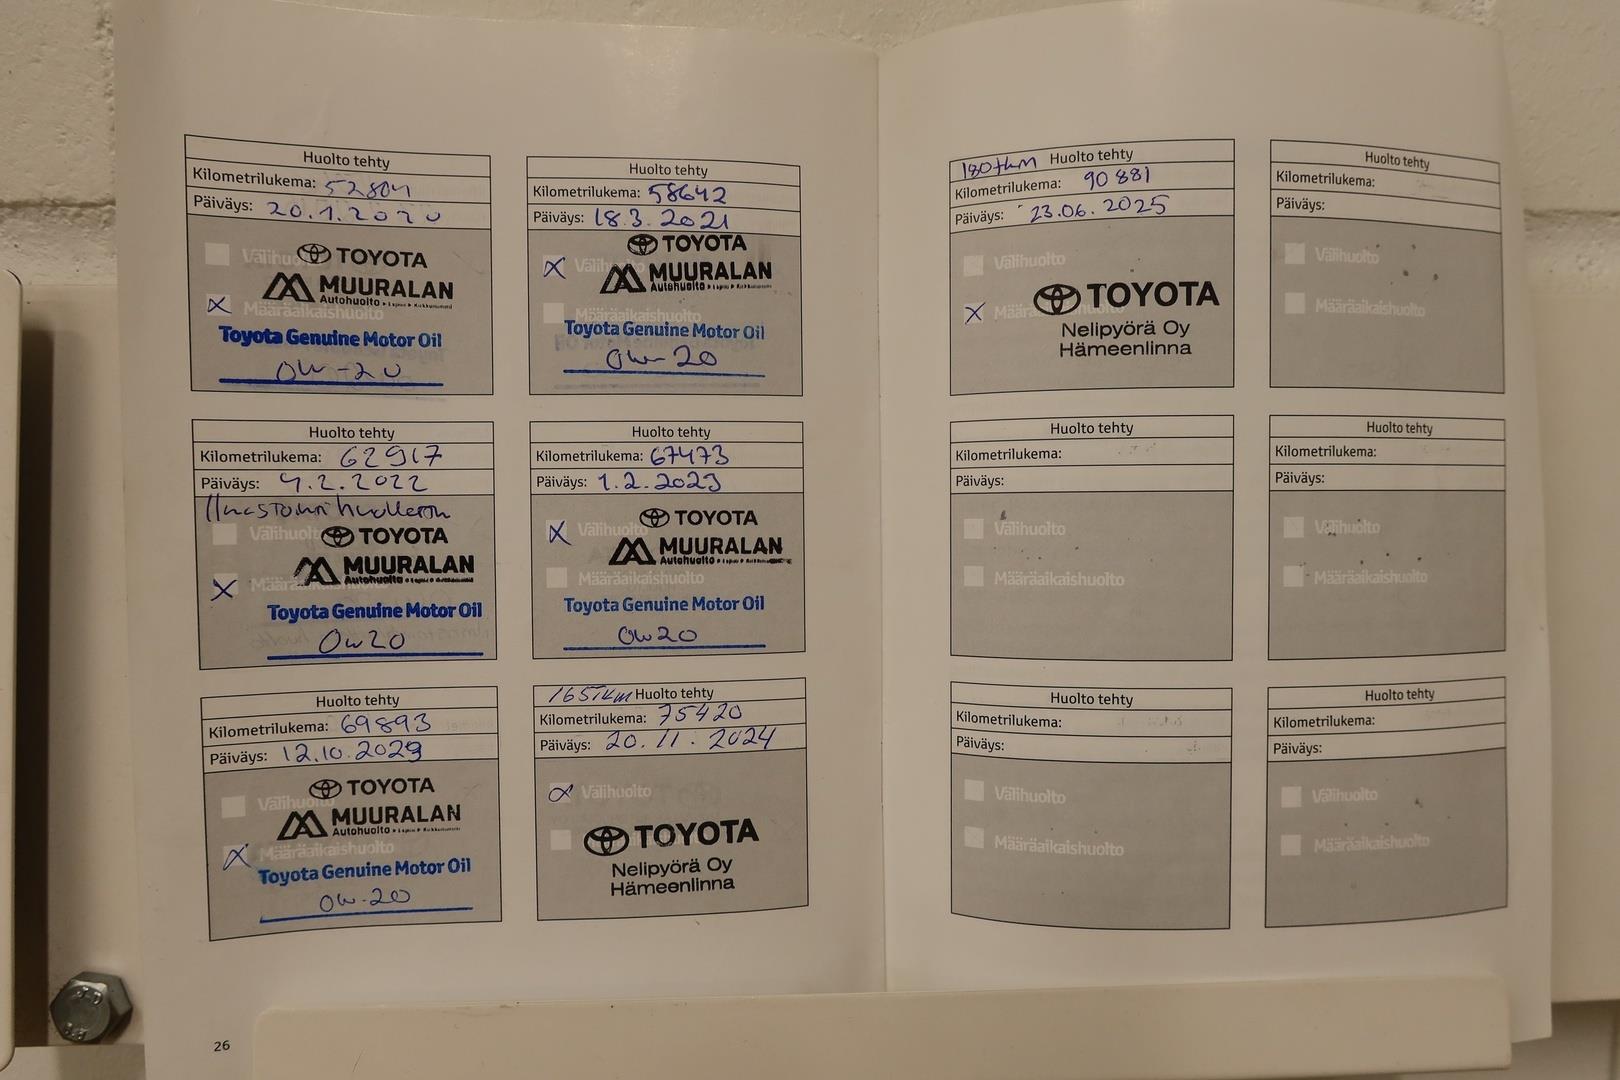 Huolto tehty
Kilometrilukema: 52804
Päiväys: 20.1.2020
Välihuolto
TOYOTA
MUURALAN
Autohuolto
Määräaikaishuolto
Toyota Genuine Motor Oil
0W-20
Huolto tehty
Kilometrilukema: 58642
Päiväys: 18.3.2021
TOYOTA
MUURALAN
Autohuolto
Määräaikaishuolto
Toyota Genuine Motor Oil
0W-20
Huolto tehty
Kilometrilukema: 62917
Päiväys: 4.2.2022
Välihuolto
TOYOTA
MUURALAN
Autohuolto
Toyota Genuine Motor Oil
0W20
Huolto tehty
Kilometrilukema: 67473
Päiväys: 1.2.2023
TOYOTA
MUURALAN
Autohuolto
Määräaikaishuolto
Toyota Genuine Motor Oil
0W20
Huolto tehty
Kilometrilukema: 69893
Päiväys: 12.10.2023
Välihuolto
TOYOTA
MUURALAN
Autohuolto
Määräaikaishuolto
Toyota Genuine Motor Oil
0W-20
165Tkm Huolto tehty
Kilometrilukema: 75420
Päiväys: 20.11.2024
Välihuolto
TOYOTA
Nelipyörä Oy
Hämeenlinna
26
180tkm Huolto tehty
Kilometrilukema: 90 881
Päiväys: 23.06.2025
Välihuolto
TOYOTA
Nelipyörä Oy
Hämeenlinna
Huolto tehty
Kilometrilukema:
Päiväys:
Välihuolto
Määräaikaishuolto
Huolto tehty
Kilometrilukema:
Päiväys:
Välihuolto
Määräaikaishuolto
Huolto tehty
Kilometrilukema:
Päiväys:
Välihuolto
Määräaikaishuolto
Huolto tehty
Kilometrilukema:
Päiväys:
Välihuolto
Määräaikaishuolto
Huolto tehty
Kilometrilukema:
Päiväys:
Välihuolto
Määräaikaishuolto